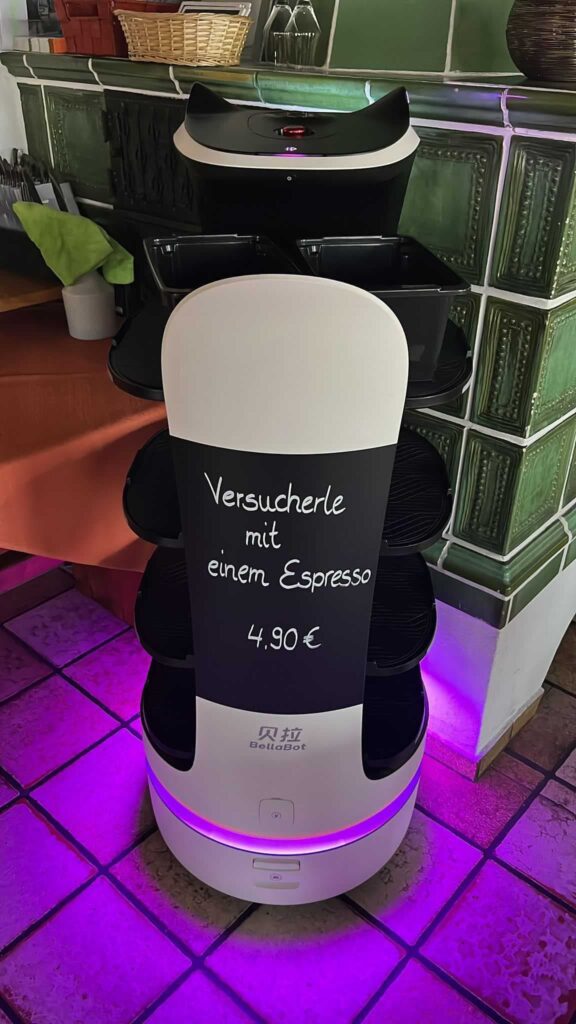 Versucherle
mit
einem Espresso
4,90 €
贝拉
BellaBot